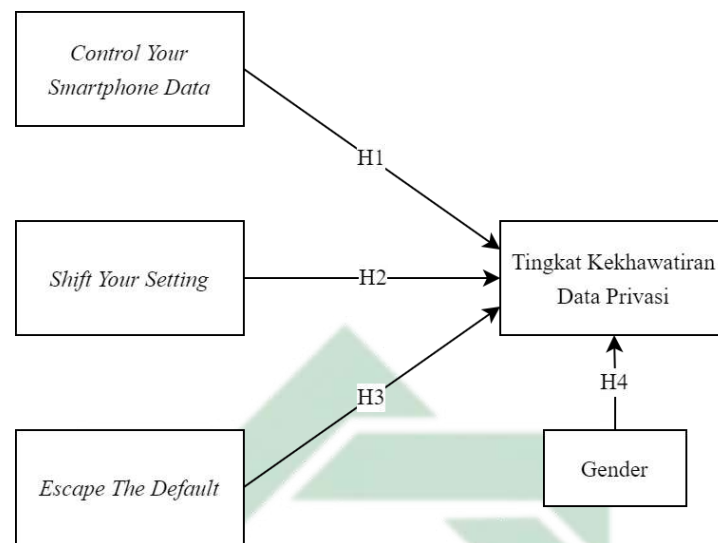 Control Your
Smartphone Data
H1
Shift Your Setting
H2
Tingkat Kekhawatiran
Data Privasi
H3
H4
Escape The Default
Gender